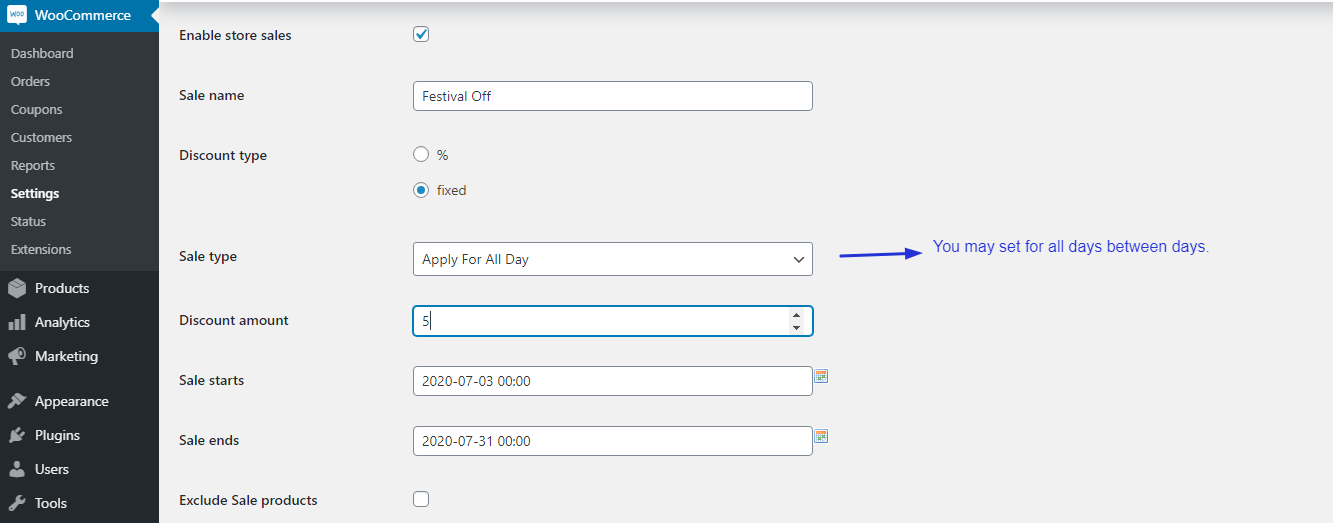 WooCommerce
Dashboard
Orders
Coupons
Customers
Reports
Settings
Status
Extensions
Products
Analytics
Marketing
Appearance
Plugins
Users
Tools
Enable store sales
Sale name
Festival Off
Discount type
%
fixed
Sale type
Apply For All Day
You may set for all days between days.
Discount amount
5
Sale starts
2020-07-03 00:00
Sale ends
2020-07-31 00:00
Exclude Sale products